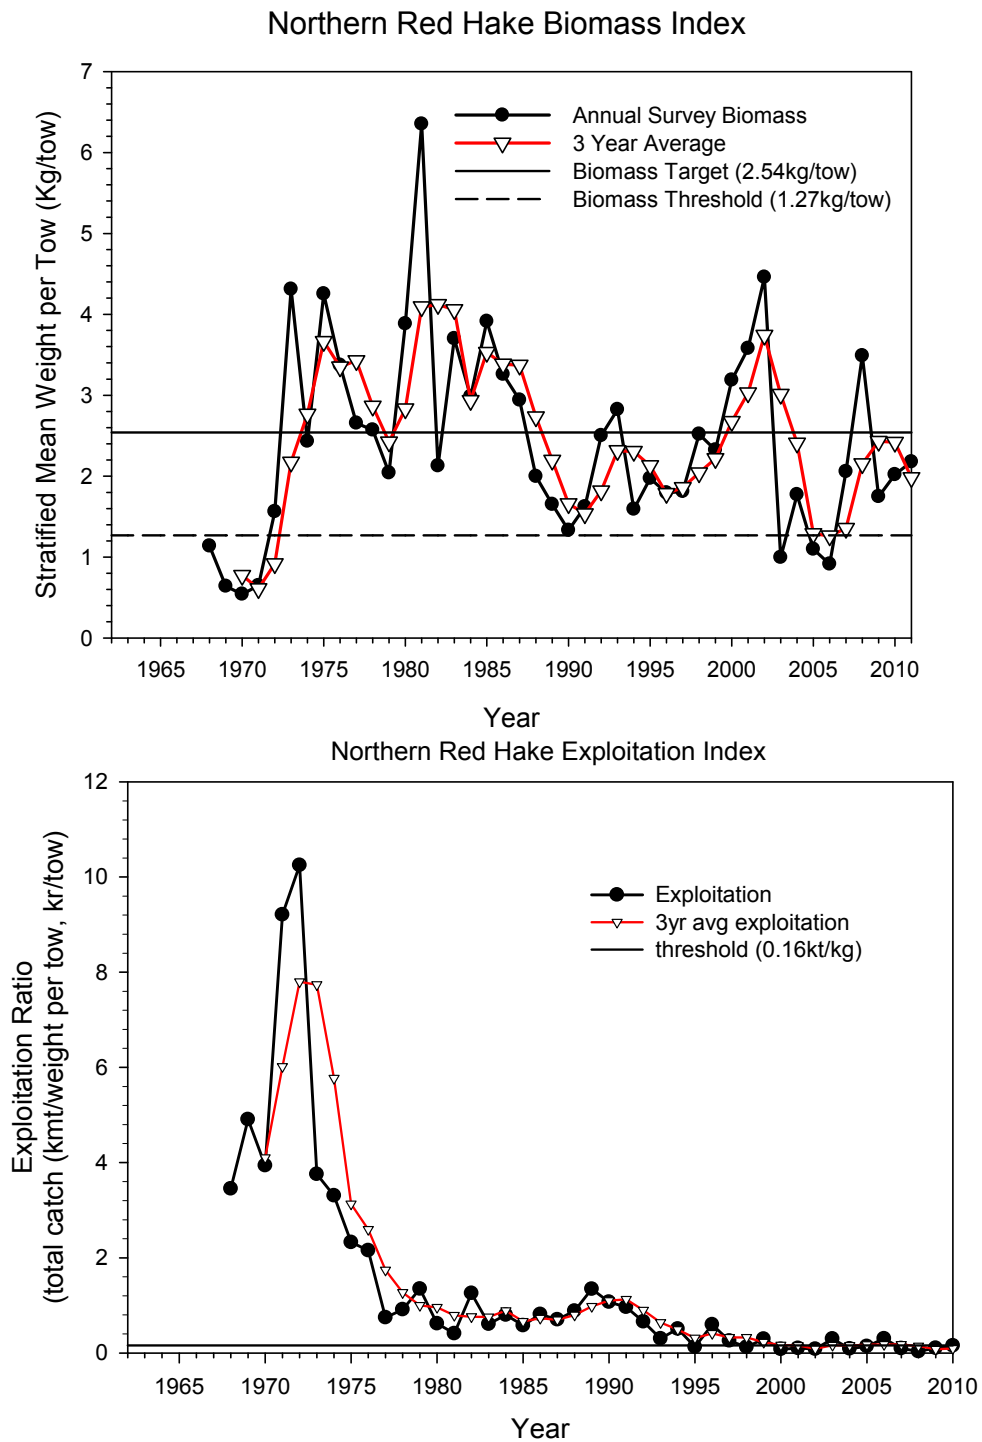 Northern Red Hake Biomass Index
7
6
5
4
3
2
1
0
Stratified Mean Weight per Tow (Kg/tow)
Annual Survey Biomass
3 Year Average
Biomass Target (2.54kg/tow)
Biomass Threshold (1.27kg/tow)
1965 1970 1975 1980 1985 1990 1995 2000 2005 2010
Year
Northern Red Hake Exploitation Index
12
10
8
6
4
2
0
Exploitation Ratio
(total catch (kmt/weight per tow, kr/tow)
Exploitation
3yr avg exploitation
threshold (0.16kt/kg)
1965 1970 1975 1980 1985 1990 1995 2000 2005 2010
Year